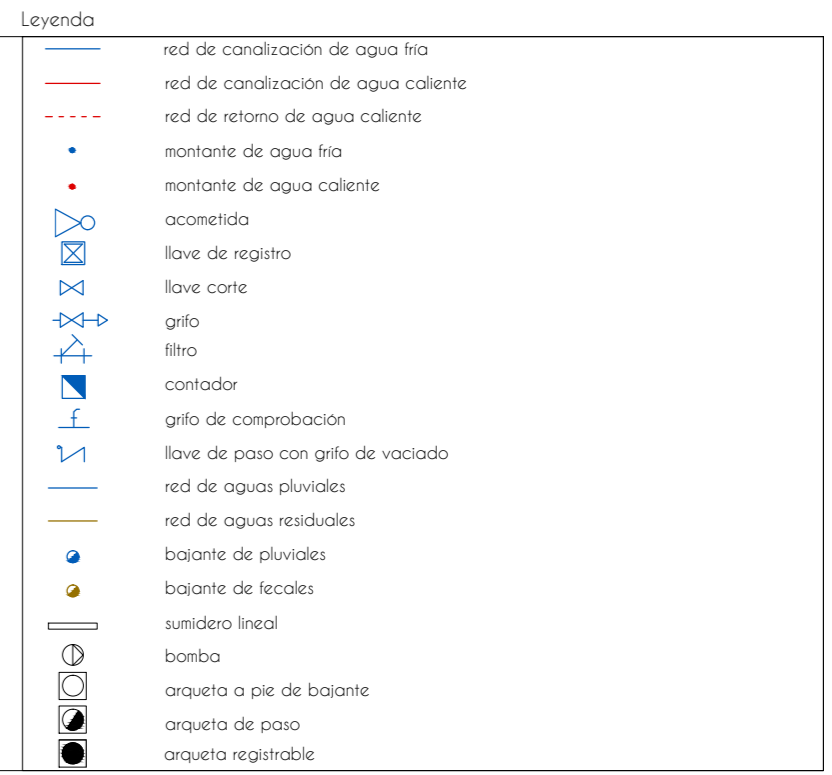 Leyenda
red de canalización de agua fría
red de canalización de agua caliente
red de retorno de agua caliente
montante de agua fría
montante de agua caliente
acometida
llave de registro
llave corte
grifo
filtro
contador
grifo de comprobación
llave de paso con grifo de vaciado
red de aguas pluviales
red de aguas residuales
bajante de pluviales
bajante de fecales
sumidero lineal
bomba
arqueta a pie de bajante
arqueta de paso
arqueta registrable